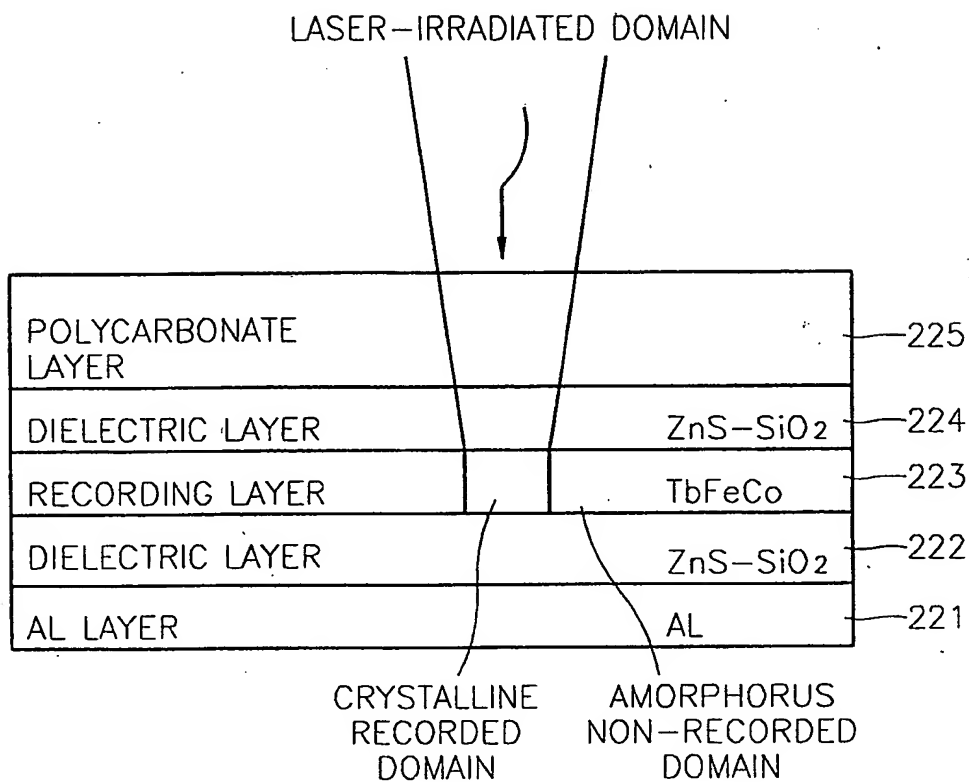 LASER-IRRADIATED DOMAIN
POLYCARBONATE
LAYER
225
DIELECTRIC LAYER ZnS-SiO2 224
RECORDING LAYER TbFeCo 223
DIELECTRIC LAYER ZnS-SiO2 222
AL LAYER AL 221
CRYSTALLINE
RECORDED
DOMAIN
AMORPHORUS
NON-RECORDED
DOMAIN